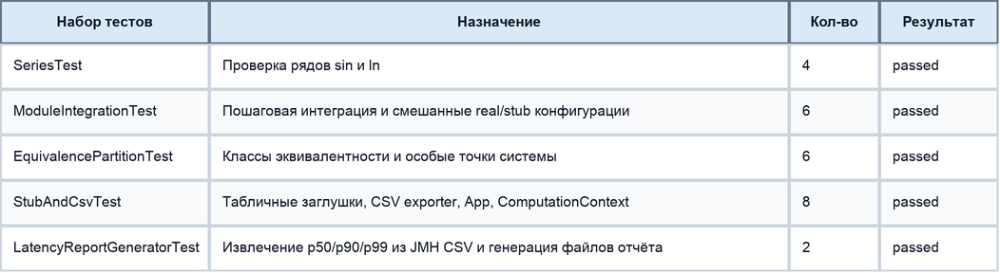 Набор тестов Назначение Кол-во Результат
SeriesTest Проверка рядов sin и ln 4 passed
ModuleIntegrationTest Пошаговая интеграция и смешанные real/stub конфигурации 6 passed
EquivalencePartitionTest Классы эквивалентности и особые точки системы 6 passed
StubAndCsvTest Табличные заглушки, CSV exporter, App, ComputationContext 8 passed
LatencyReportGeneratorTest Извлечение p50/p90/p99 из JMH CSV и генерация файлов отчёта 2 passed